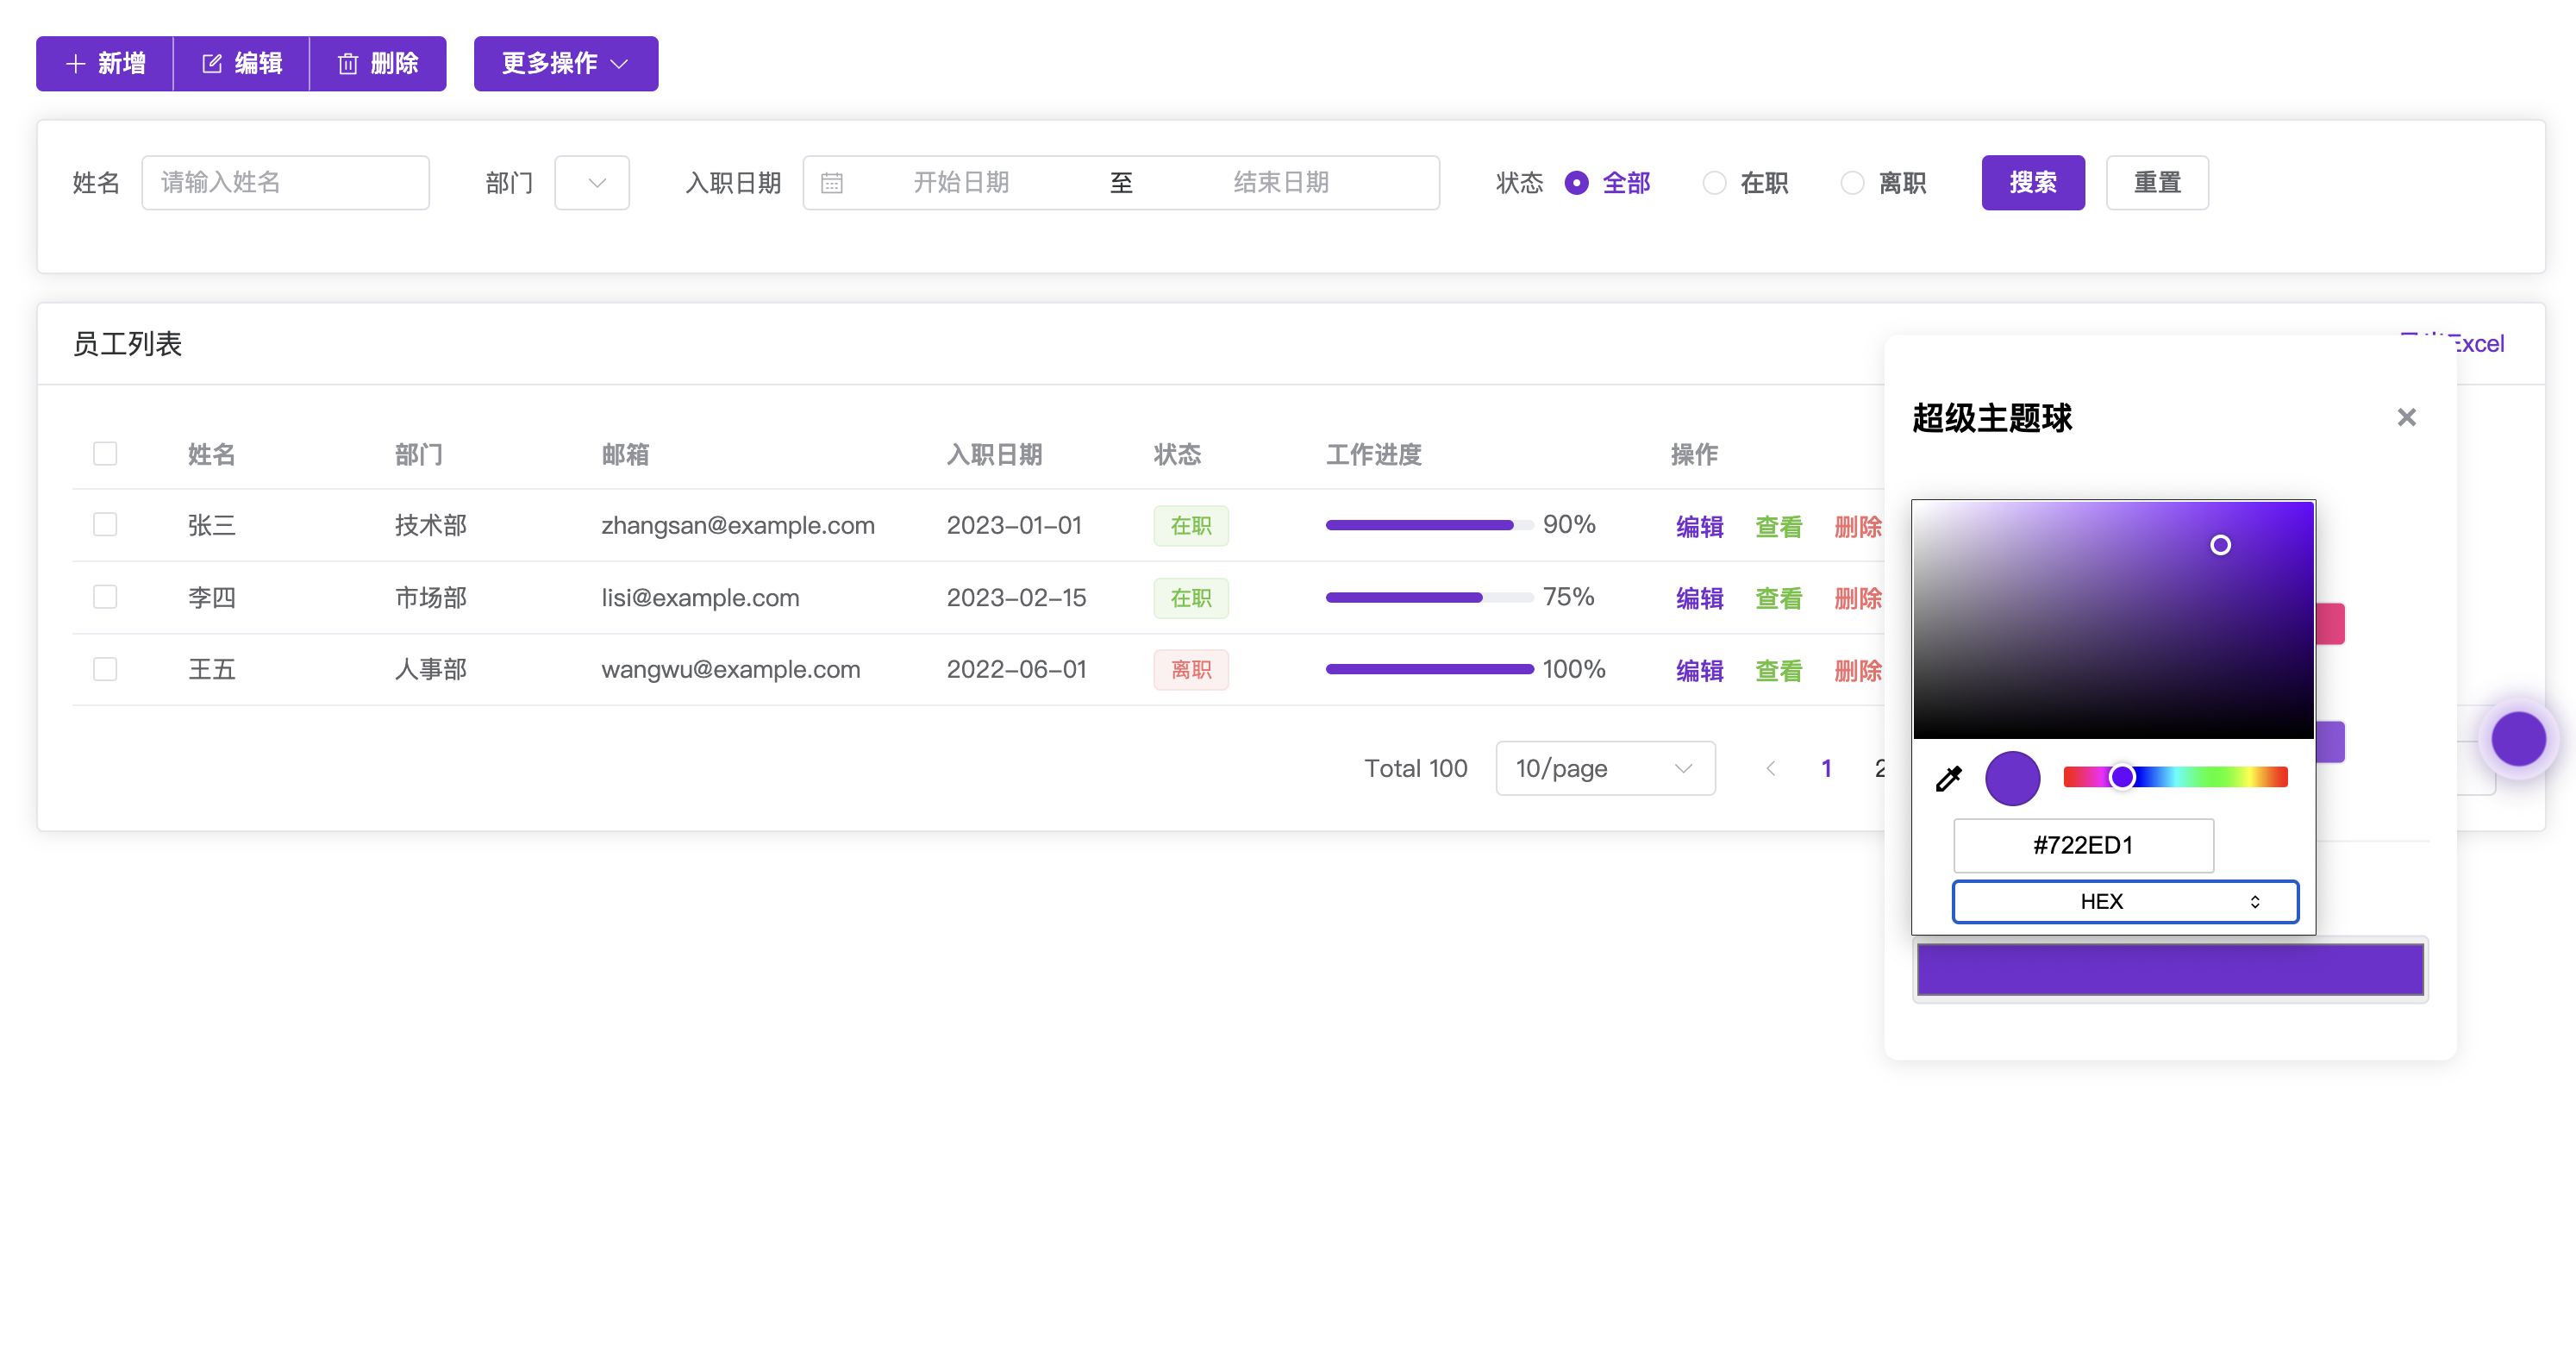 新增 编辑 删除 更多操作
姓名 请输入姓名 部门 入职日期 开始日期 至 结束日期 状态 全部 在职 离职 搜索 重置
员工列表 Excel
超级主题球
姓名 部门 邮箱 入职日期 状态 工作进度 操作
张三 技术部 zhangsan@example.com 2023-01-01 在职 90% 编辑 查看 删除
李四 市场部 lisi@example.com 2023-02-15 在职 75% 编辑 查看 删除
王五 人事部 wangwu@example.com 2022-06-01 离职 100% 编辑 查看 删除
Total 100 10/page 1 2
#722ED1
HEX